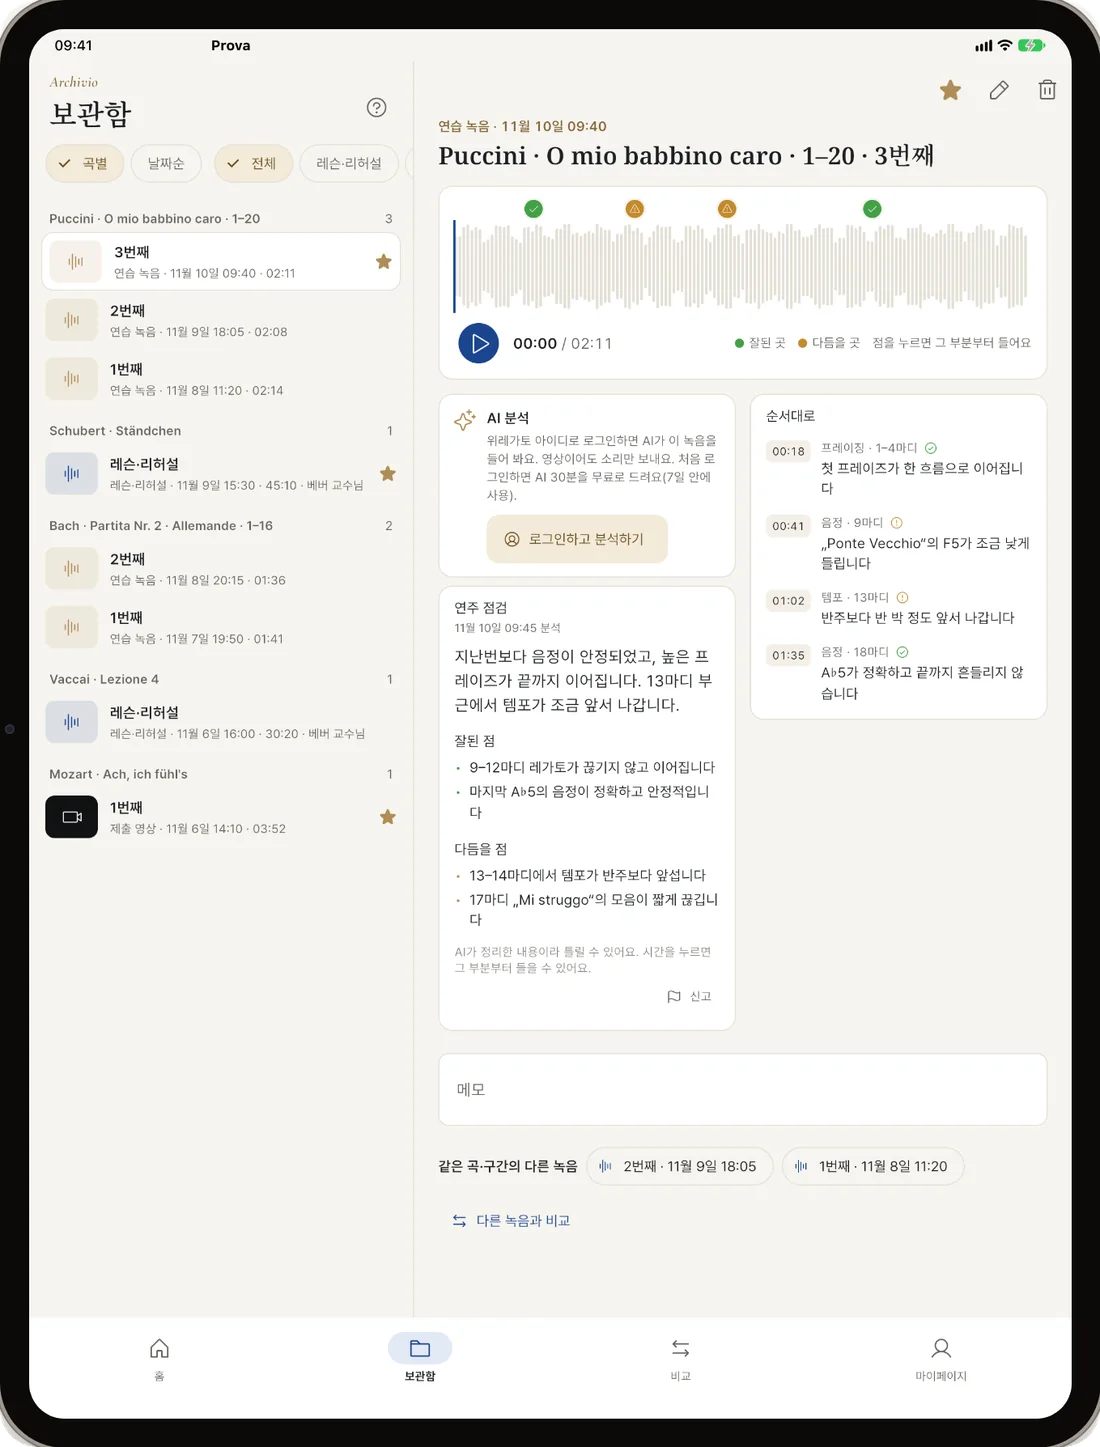 09:41
Prova
Archivio
보관함
곡별
날짜순
전체
레슨·리허설
Puccini · O mio babbino caro · 1–20
3
3번째
연습 녹음 · 11월 10일 09:40 · 02:11
2번째
연습 녹음 · 11월 9일 18:05 · 02:08
1번째
연습 녹음 · 11월 8일 11:20 · 02:14
Schubert · Ständchen
1
레슨·리허설
레슨·리허설 · 11월 9일 15:30 · 45:10 · 베버 교수님
Bach · Partita Nr. 2 · Allemande · 1–16
2
2번째
연습 녹음 · 11월 8일 20:15 · 01:36
1번째
연습 녹음 · 11월 7일 19:50 · 01:41
Vaccai · Lezione 4
1
레슨·리허설
레슨·리허설 · 11월 6일 16:00 · 30:20 · 베버 교수님
Mozart · Ach, ich fühl's
1
1번째
제출 영상 · 11월 6일 14:10 · 03:52
연습 녹음 · 11월 10일 09:40
Puccini · O mio babbino caro · 1–20 · 3번째
00:00 / 02:11
잘된 곳
다듬을 곳
점을 누르면 그 부분부터 들어요
AI 분석
위레가토 아이디로 로그인하면 AI가 이 녹음을
들어 봐요. 영상이어도 소리만 보내요. 처음 로
그인하면 AI 30분을 무료로 드려요(7일 안에
사용).
로그인하고 분석하기
연주 점검
11월 10일 09:45 분석
지난번보다 음정이 안정되었고, 높은 프
레이즈가 끝까지 이어집니다. 13마디 부
근에서 템포가 조금 앞서 나갑니다.
잘된 점
• 9–12마디 레가토가 끊기지 않고 이어집니다
• 마지막 A♭5의 음정이 정확하고 안정적입니
다
다듬을 점
• 13–14마디에서 템포가 반주보다 앞섭니다
• 17마디 „Mi struggo“의 모음이 짧게 끊깁니
다
AI가 정리한 내용이라 틀릴 수 있어요. 시간을 누르면
그 부분부터 들을 수 있어요.
신고
순서대로
00:18
프레이징 · 1–4마디
첫 프레이즈가 한 흐름으로 이어집니
다
00:41
음정 · 9마디
„Ponte Vecchio“의 F5가 조금 낮게
들립니다
01:02
템포 · 13마디
반주보다 반 박 정도 앞서 나갑니다
01:35
음정 · 18마디
A♭5가 정확하고 끝까지 흔들리지 않
습니다
메모
같은 곡·구간의 다른 녹음
2번째 · 11월 9일 18:05
1번째 · 11월 8일 11:20
다른 녹음과 비교
홈
보관함
비교
마이페이지